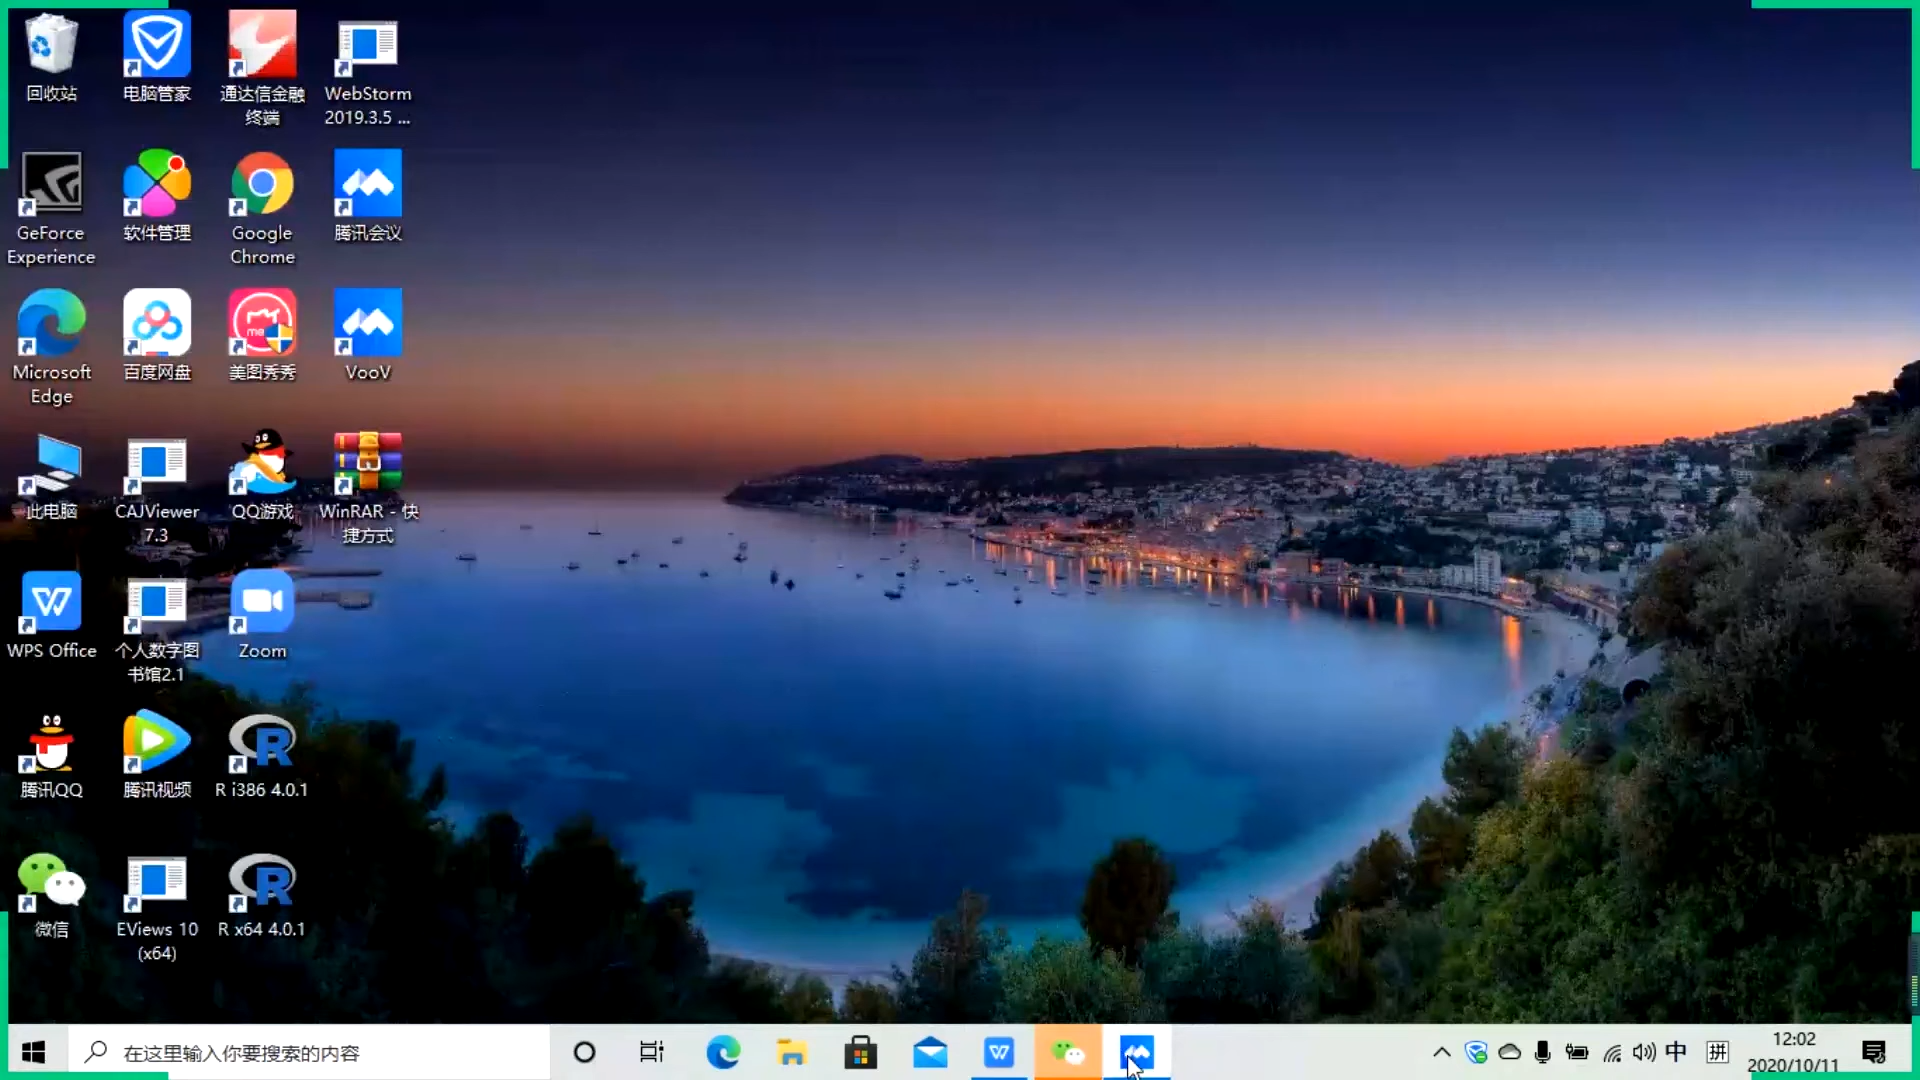 回收站
电脑管家
通达信金融
终端
WebStorm
2019.3.5 ...
GeForce
Experience
软件管理
Google
Chrome
腾讯会议
Microsoft
Edge
百度网盘
me
美图秀秀
VooV
此电脑
CAJViewer
7.3
QQ游戏
WinRAR - 快
捷方式
WPS Office
个人数字图
书馆2.1
Zoom
腾讯QQ
腾讯视频
R i386 4.0.1
微信
EViews 10
(x64)
R x64 4.0.1
在这里输入你要搜索的内容
中
拼
12:02
2020/10/11